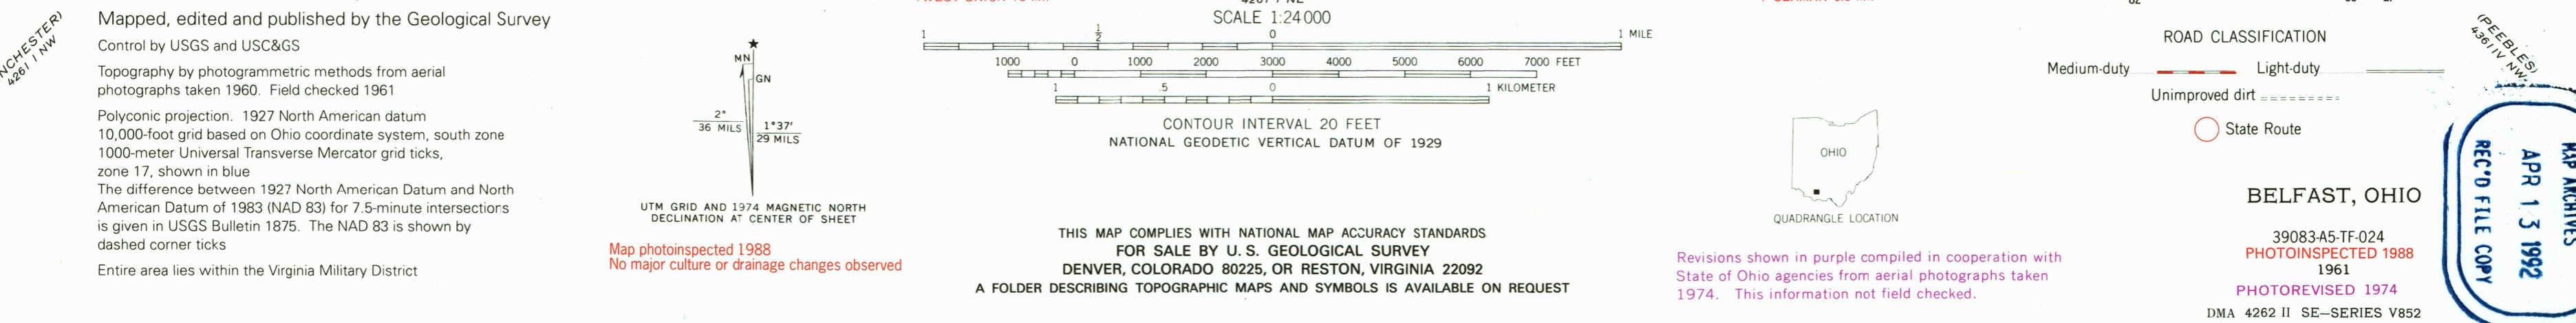 Mapped, edited and published by the Geological Survey
Control by USGS and USC&GS
Topography by photogrammetric methods from aerial
photographs taken 1960. Field checked 1961
Polyconic projection. 1927 North American datum
10,000-foot grid based on Ohio coordinate system, south zone
1000-meter Universal Transverse Mercator grid ticks,
zone 17, shown in blue
The difference between 1927 North American Datum and North
American Datum of 1983 (NAD 83) for 7.5-minute intersections
is given in USGS Bulletin 1875. The NAD 83 is shown by
dashed corner ticks
Entire area lies within the Virginia Military District
NCHESTER)
4261 I NW
MN
GN
2°
36 MILS
1°37'
29 MILS
UTM GRID AND 1974 MAGNETIC NORTH
DECLINATION AT CENTER OF SHEET
Map photoinspected 1988
No major culture or drainage changes observed
SCALE 1:24 000
1 ½ 0 1 MILE
1000 0 1000 2000 3000 4000 5000 6000 7000 FEET
1 .5 0 1 KILOMETER
CONTOUR INTERVAL 20 FEET
NATIONAL GEODETIC VERTICAL DATUM OF 1929
THIS MAP COMPLIES WITH NATIONAL MAP ACCURACY STANDARDS
FOR SALE BY U. S. GEOLOGICAL SURVEY
DENVER, COLORADO 80225, OR RESTON, VIRGINIA 22092
A FOLDER DESCRIBING TOPOGRAPHIC MAPS AND SYMBOLS IS AVAILABLE ON REQUEST
OHIO
QUADRANGLE LOCATION
Revisions shown in purple compiled in cooperation with
State of Ohio agencies from aerial photographs taken
1974. This information not field checked.
ROAD CLASSIFICATION
Medium-duty Light-duty
Unimproved dirt
State Route
(PEEBLES)
4361 IV NW
BELFAST, OHIO
39083-A5-TF-024
PHOTOINSPECTED 1988
1961
PHOTOREVISED 1974
DMA 4262 II SE–SERIES V852
MAP ARCHIVES
APR 13 1992
REC'D FILE COPY